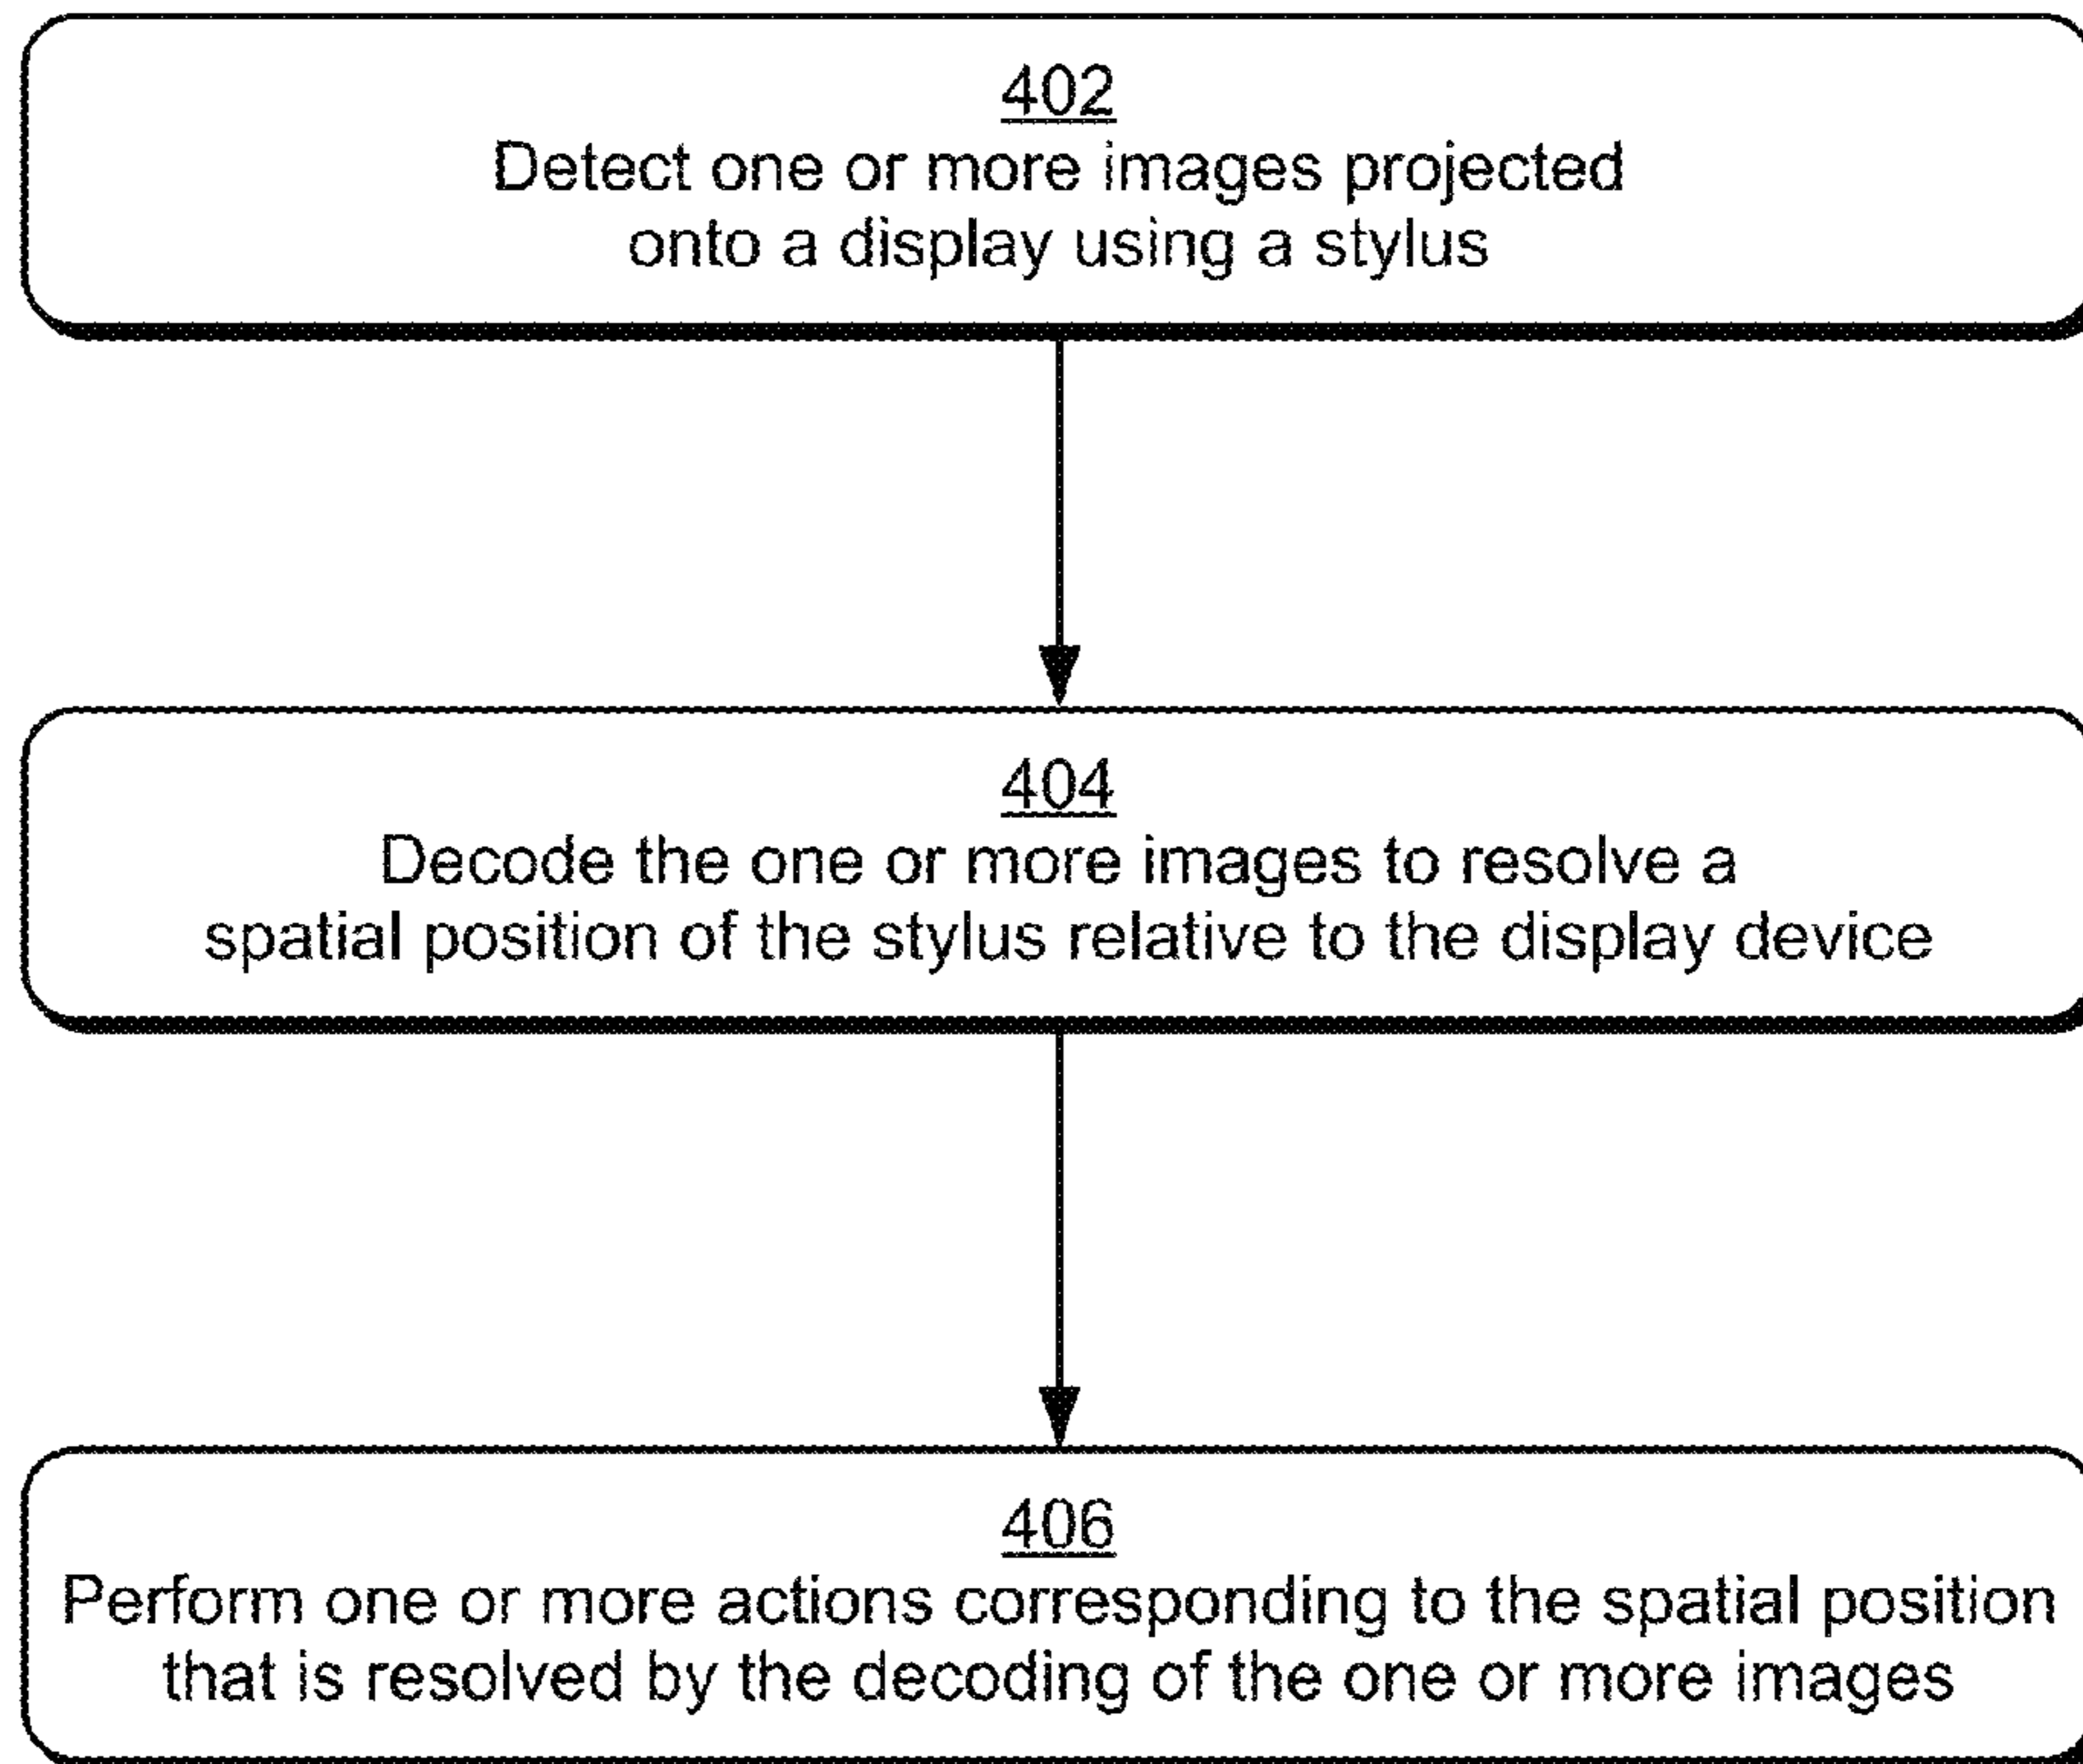 402
Detect one or more images projected
onto a display using a stylus
404
Decode the one or more images to resolve a
spatial position of the stylus relative to the display device
406
Perform one or more actions corresponding to the spatial position
that is resolved by the decoding of the one or more images